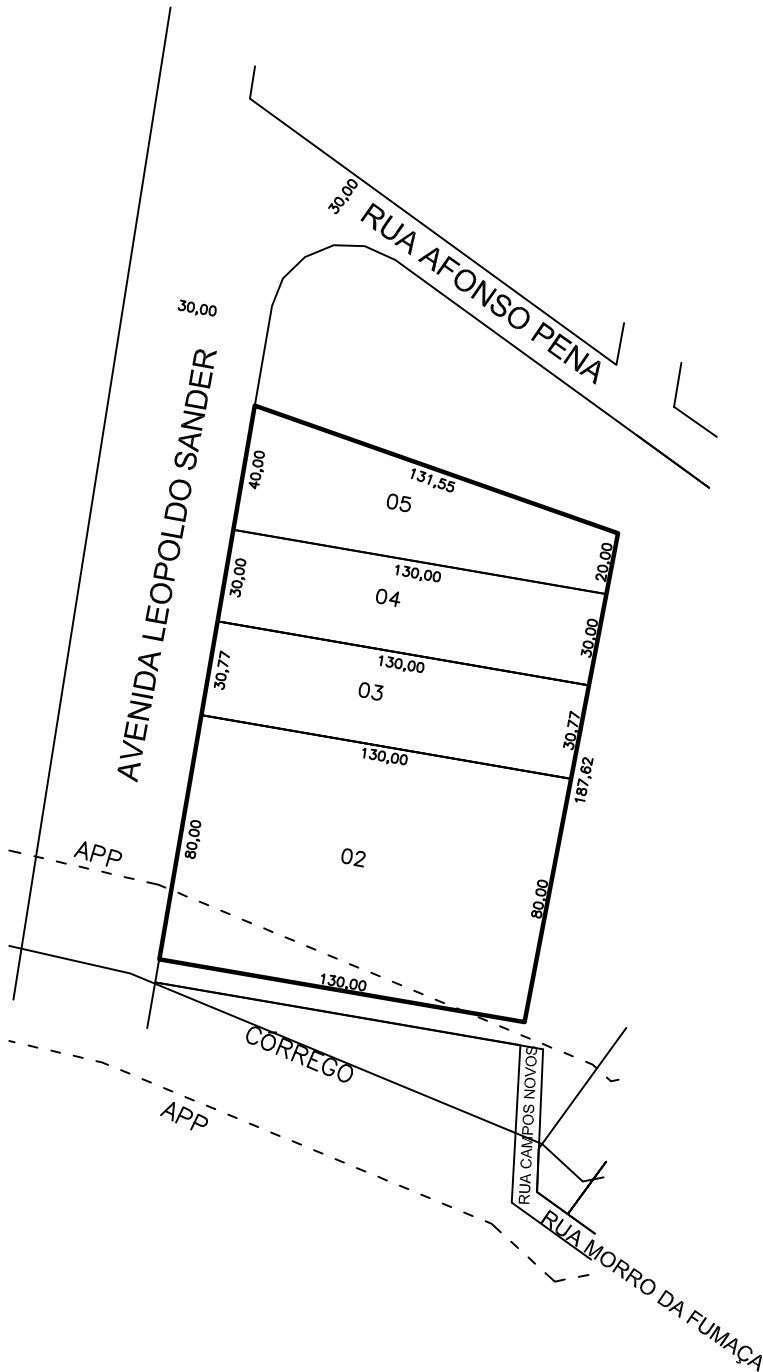 30,00
RUA AFONSO PENA
30,00
AVENIDA LEOPOLDO SANDER
40,00
131,55
05
20,00
30,00
130,00
04
30,00
30,77
130,00
03
30,77
130,00
187,62
80,00
02
80,00
APP
130,00
CÓRREGO
APP
RUA CAMPOS NOVOS
RUA MORRO DA FUMAÇA